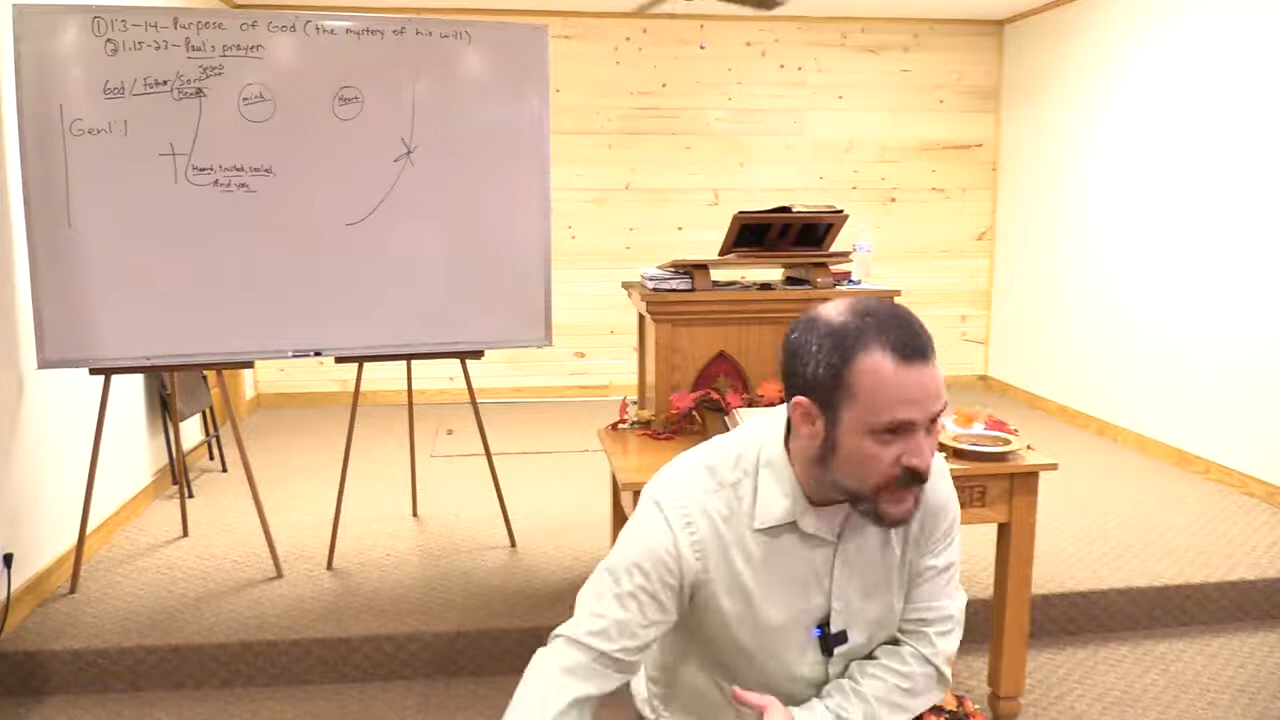 ① 1:3-14-Purpose of God (the mystery of his will)
② 1:15-23-Paul's prayer
God / Father / Son
mind
Heart
Gen 1:1
Heard, trusted, sealed,
And you
ME